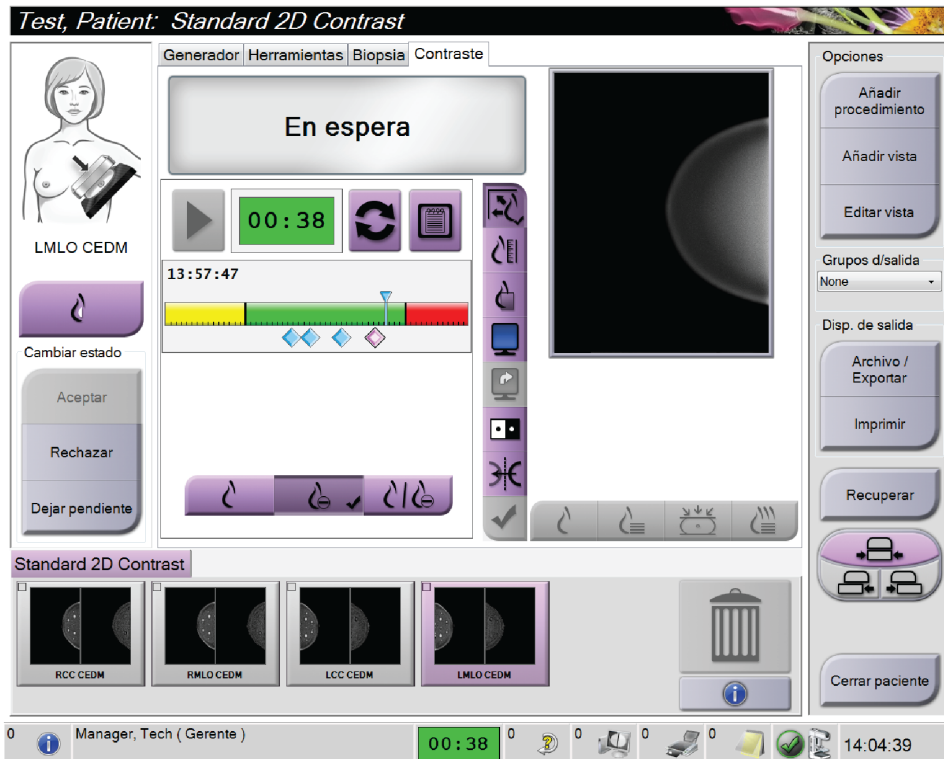 Test, Patient: Standard 2D Contrast
Generador
Herramientas
Biopsia
Contraste
En espera
00:38
13:57:47
LMLO CEDM
Cambiar estado
Aceptar
Rechazar
Dejar pendiente
Opciones
Añadir
procedimiento
Añadir vista
Editar vista
Grupos d/salida
None
Disp. de salida
Archivo /
Exportar
Imprimir
Recuperar
Cerrar paciente
Standard 2D Contrast
RCC CEDM
RMLO CEDM
LCC CEDM
LMLO CEDM
0
Manager, Tech ( Gerente )
00:38
0
0
0
0
14:04:39